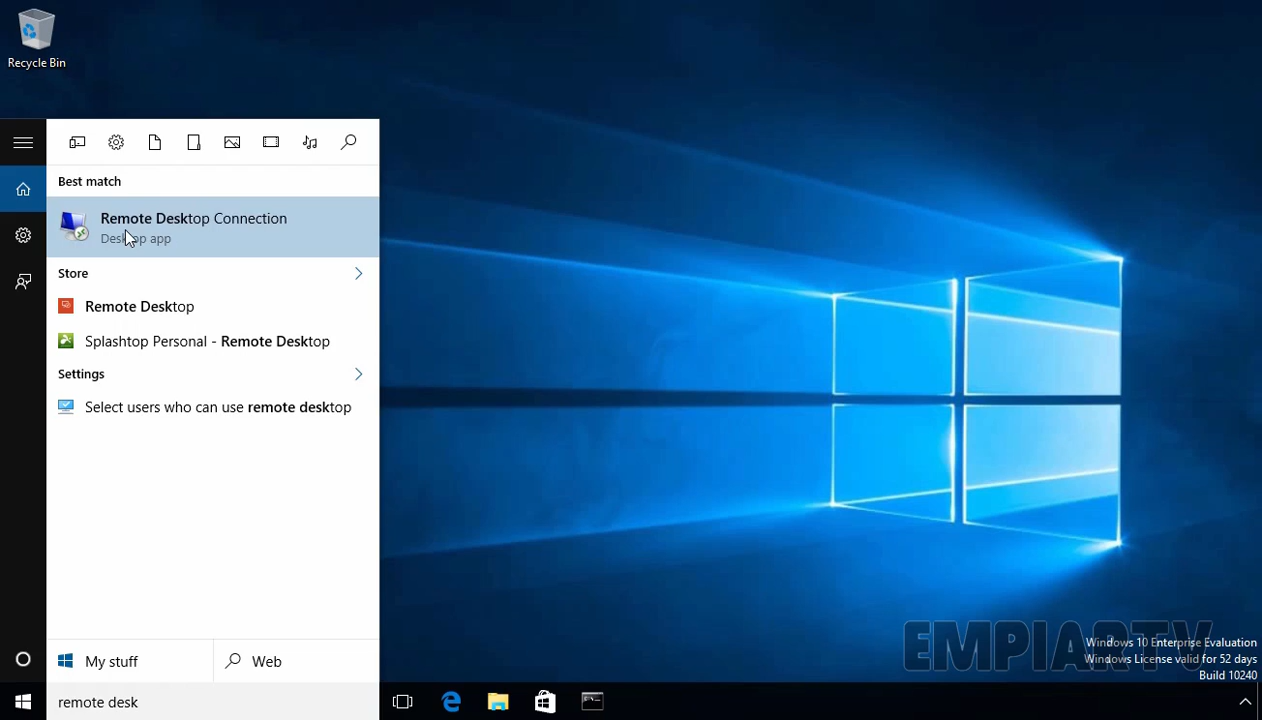 Recycle Bin
Best match
Remote Desktop Connection
Desktop app
Store
Remote Desktop
Splashtop Personal - Remote Desktop
Settings
Select users who can use remote desktop
My stuff
Web
remote desk
EMPIARTV
Windows 10 Enterprise Evaluation
Windows License valid for 52 days
Build 10240